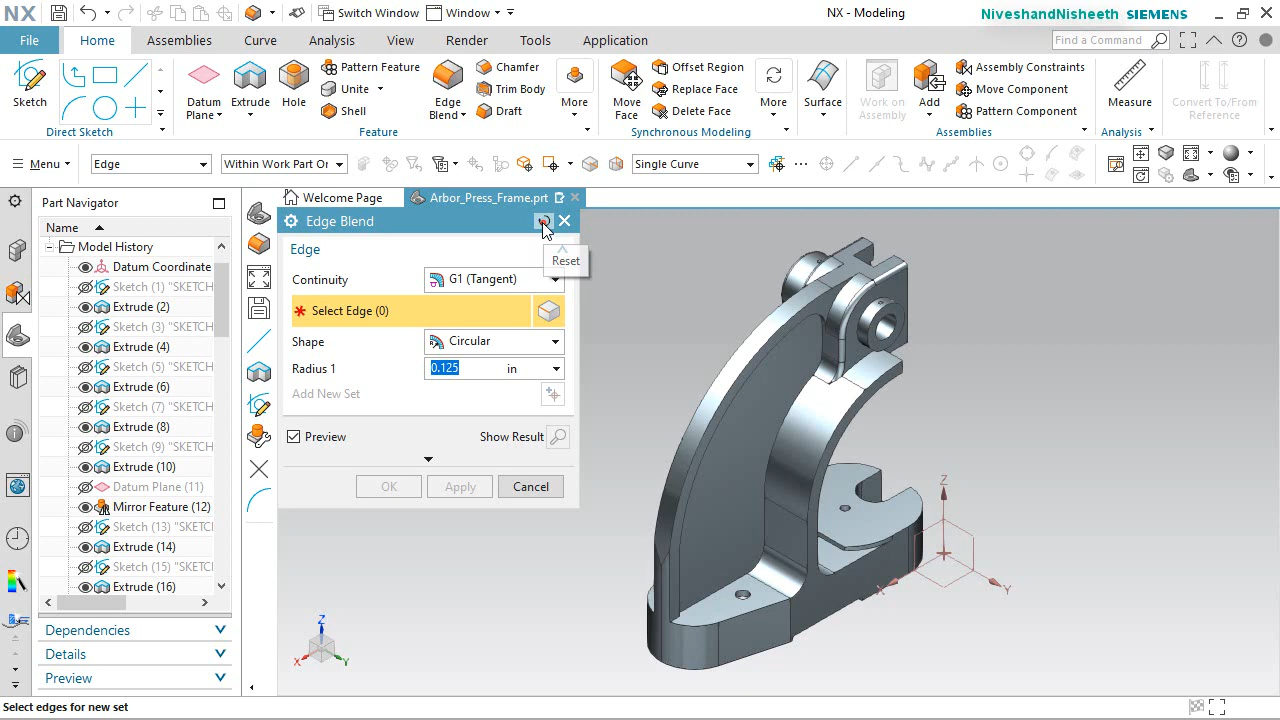 NX
Switch Window
Window
NX - Modeling
NiveshandNisheeth SIEMENS
File
Home
Assemblies
Curve
Analysis
View
Render
Tools
Application
Find a Command
Sketch
Direct Sketch
Datum Plane
Extrude
Hole
Pattern Feature
Unite
Shell
Edge Blend
Chamfer
Trim Body
Draft
More
Feature
Move Face
Offset Region
Replace Face
Delete Face
More
Synchronous Modeling
Surface
Work on Assembly
Add
Assembly Constraints
Move Component
Pattern Component
Assemblies
Measure
Analysis
Convert To/From Reference
Menu
Edge
Within Work Part On
Single Curve
Part Navigator
Name
Model History
Datum Coordinate
Sketch (1) "SKETCH
Extrude (2)
Sketch (3) "SKETCH
Extrude (4)
Sketch (5) "SKETCH
Extrude (6)
Sketch (7) "SKETCH
Extrude (8)
Sketch (9) "SKETCH
Extrude (10)
Datum Plane (11)
Mirror Feature (12)
Sketch (13) "SKETC
Extrude (14)
Sketch (15) "SKETC
Extrude (16)
Dependencies
Details
Preview
Welcome Page
Arbor_Press_Frame.prt
Edge Blend
Reset
Edge
Continuity
G1 (Tangent)
* Select Edge (0)
Shape
Circular
Radius 1
0.125
in
Add New Set
Preview
Show Result
OK
Apply
Cancel
Z
X
Y
Z
X
Y
Select edges for new set